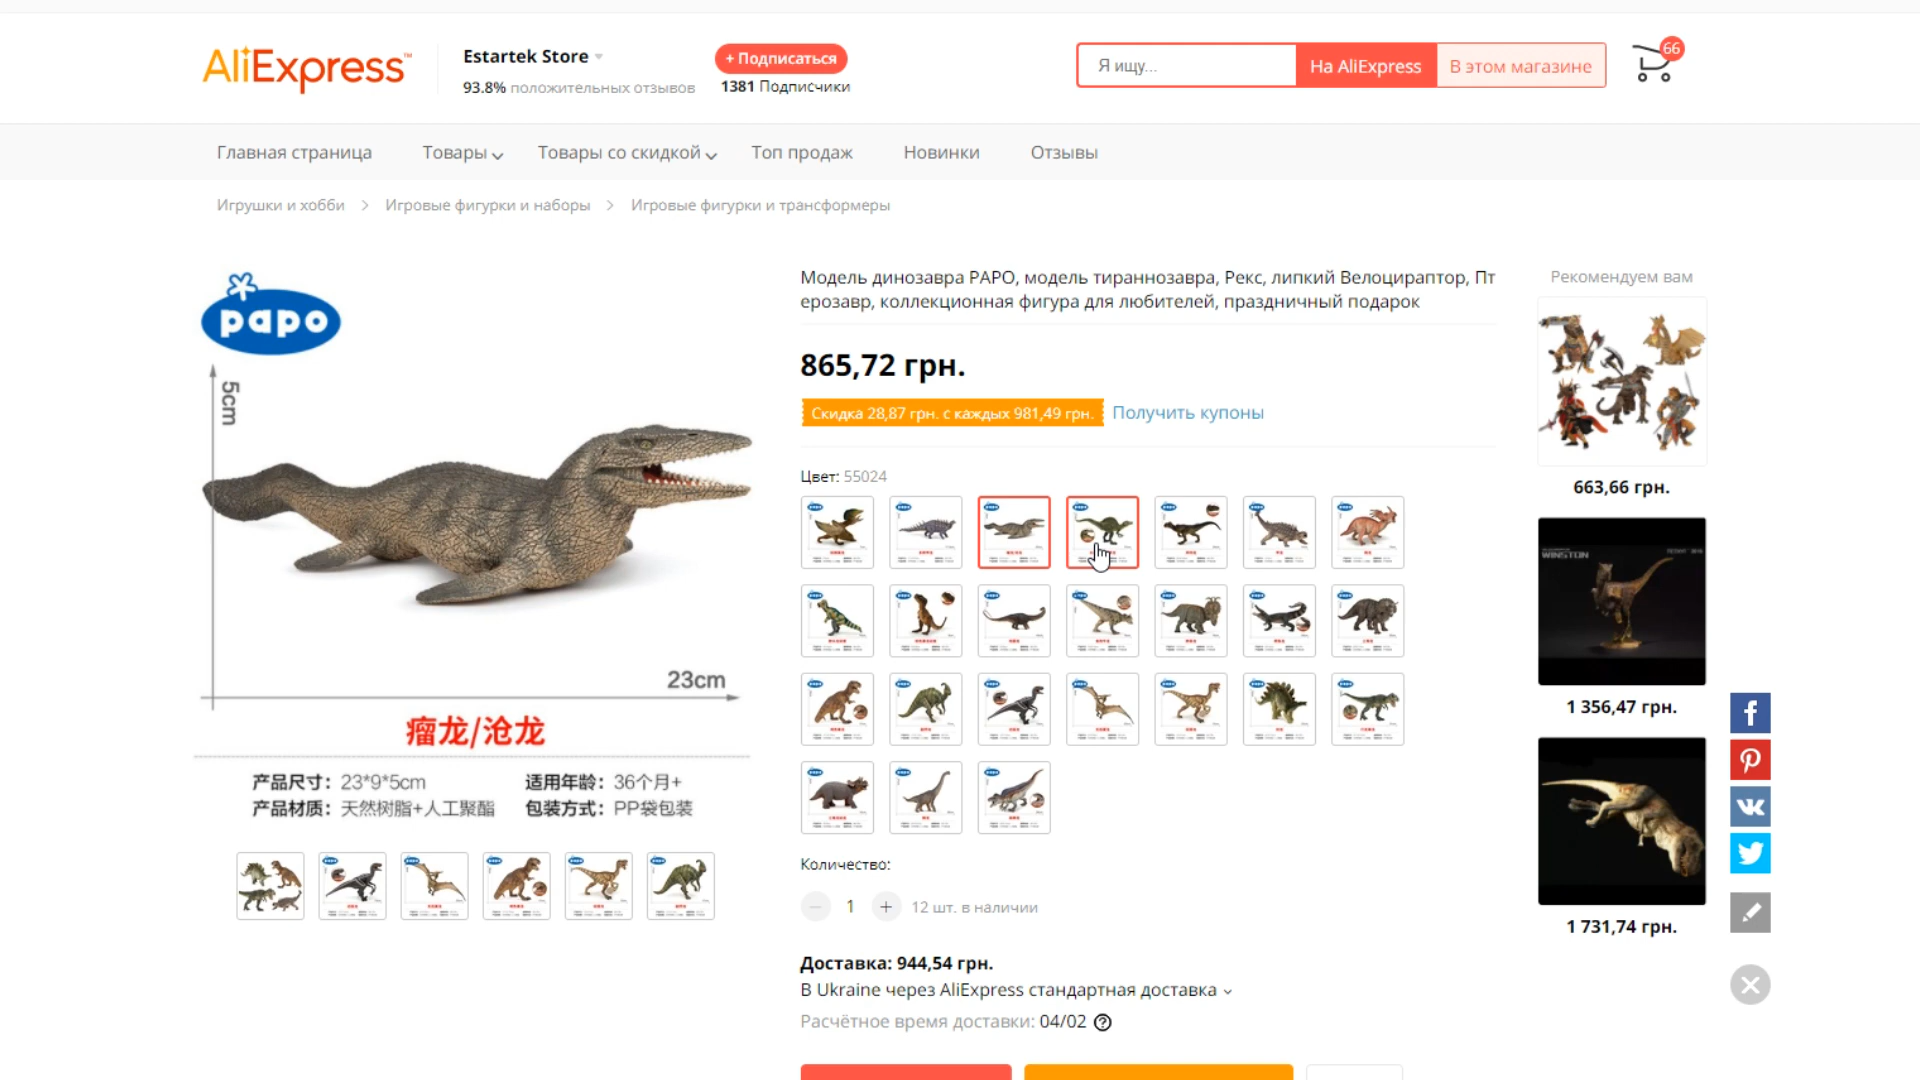 AliExpress™
Estartek Store
93.8% положительных отзывов
+ Подписаться
1381 Подписчики
Я ищу...
На AliExpress
В этом магазине
66
Главная страница
Товары
Товары со скидкой
Топ продаж
Новинки
Отзывы
Игрушки и хобби > Игровые фигурки и наборы > Игровые фигурки и трансформеры
papo
5cm
23cm
瘤龙/沧龙
产品尺寸：23*9*5cm
适用年龄：36个月+
产品材质：天然树脂+人工聚酯
包装方式：PP袋包装
Модель динозавра PAPO, модель тираннозавра, Рекс, липкий Велоцираптор, Пт
ерозавр, коллекционная фигура для любителей, праздничный подарок
865,72 грн.
Скидка 28,87 грн. с каждых 981,49 грн.
Получить купоны
Цвет: 55024
Количество:
1
12 шт. в наличии
Доставка: 944,54 грн.
В Ukraine через AliExpress стандартная доставка
Расчётное время доставки: 04/02
Рекомендуем вам
663,66 грн.
WINSTON
1 356,47 грн.
1 731,74 грн.